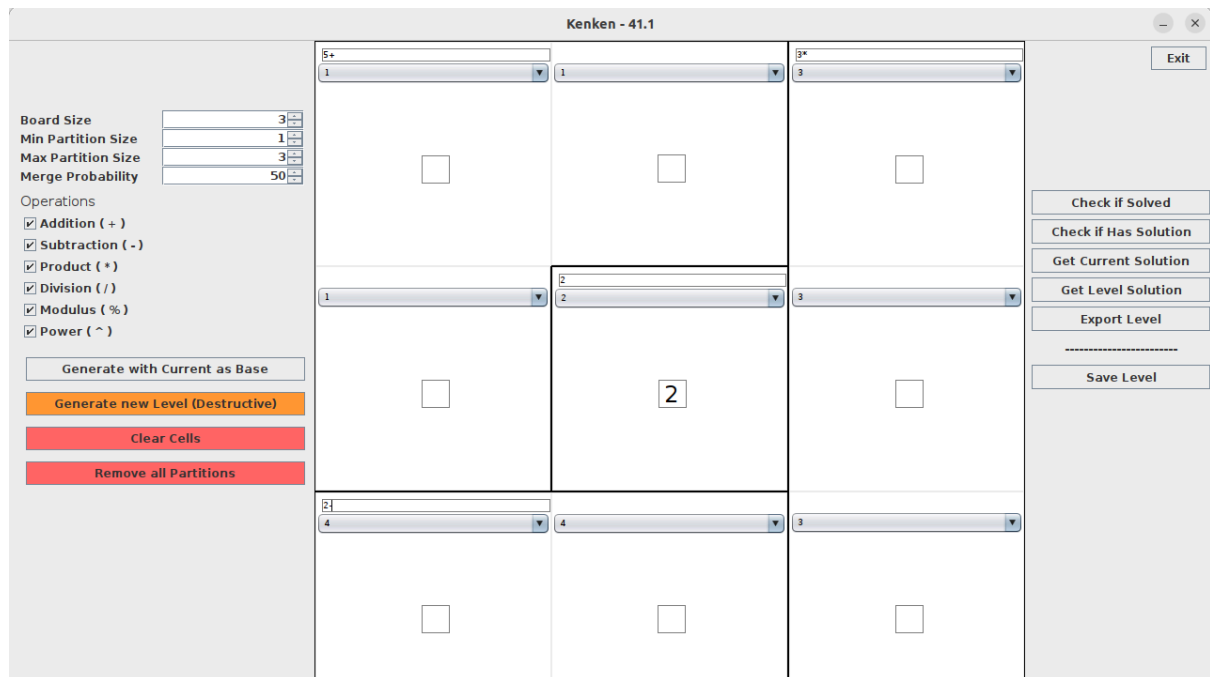 Kenken - 41.1
Exit
Board Size 3
Min Partition Size 1
Max Partition Size 3
Merge Probability 50
Operations
Addition ( + )
Subtraction ( - )
Product ( * )
Division ( / )
Modulus ( % )
Power ( ^ )
Generate with Current as Base
Generate new Level (Destructive)
Clear Cells
Remove all Partitions
5+
1
1
3*
3
1
2
2
3
2
2-
4
4
3
Check if Solved
Check if Has Solution
Get Current Solution
Get Level Solution
Export Level
------------------------
Save Level